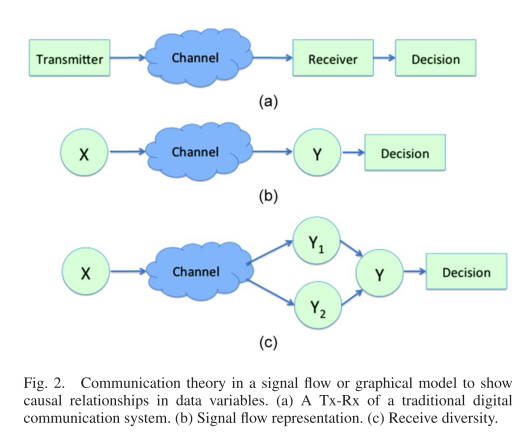 Transmitter Channel Receiver Decision
(a)
X Channel Y Decision
(b)
Y1
X Channel Y Decision
Y2
(c)
Fig. 2. Communication theory in a signal flow or graphical model to show
causal relationships in data variables. (a) A Tx-Rx of a traditional digital
communication system. (b) Signal flow representation. (c) Receive diversity.